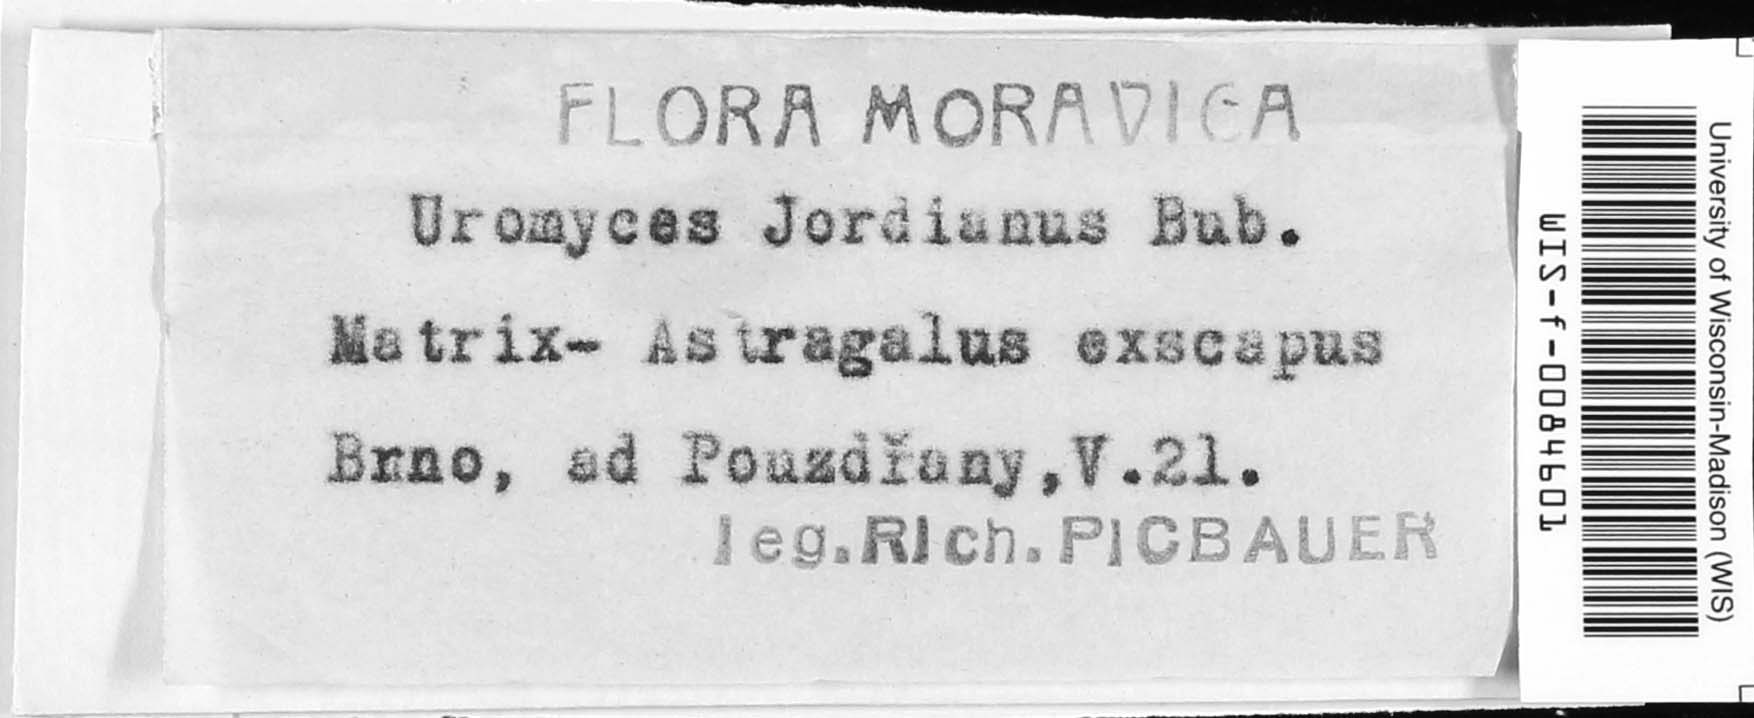 FLORA MORAVICA
Uromyces Jordianus Bub.
Matrix- Astragalus exscapus
Brno, ad Pouzdřany,V.21.
leg.Rich.PICBAUER
University of Wisconsin-Madison (WIS)
WIS-f-0084601